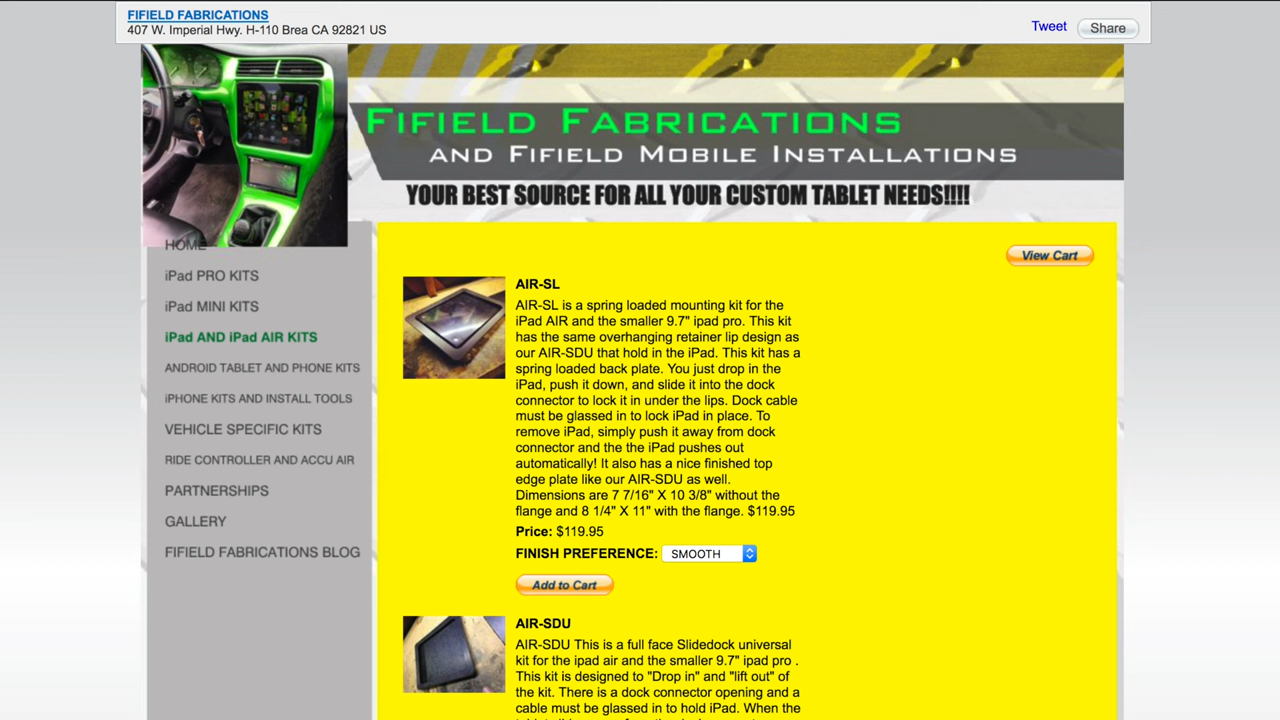 FIFIELD FABRICATIONS
407 W. Imperial Hwy. H-110 Brea CA 92821 US
Tweet
Share
FIFIELD FABRICATIONS
AND FIFIELD MOBILE INSTALLATIONS
YOUR BEST SOURCE FOR ALL YOUR CUSTOM TABLET NEEDS!!!!
HOME
iPad PRO KITS
iPad MINI KITS
iPad AND iPad AIR KITS
ANDROID TABLET AND PHONE KITS
iPHONE KITS AND INSTALL TOOLS
VEHICLE SPECIFIC KITS
RIDE CONTROLLER AND ACCU AIR
PARTNERSHIPS
GALLERY
FIFIELD FABRICATIONS BLOG
View Cart
AIR-SL
AIR-SL is a spring loaded mounting kit for the
iPad AIR and the smaller 9.7" ipad pro. This kit
has the same overhanging retainer lip design as
our AIR-SDU that hold in the iPad. This kit has a
spring loaded back plate. You just drop in the
iPad, push it down, and slide it into the dock
connector to lock it in under the lips. Dock cable
must be glassed in to lock iPad in place. To
remove iPad, simply push it away from dock
connector and the the iPad pushes out
automatically! It also has a nice finished top
edge plate like our AIR-SDU as well.
Dimensions are 7 7/16" X 10 3/8" without the
flange and 8 1/4" X 11" with the flange. $119.95
Price: $119.95
FINISH PREFERENCE: SMOOTH
Add to Cart
AIR-SDU
AIR-SDU This is a full face Slidedock universal
kit for the ipad air and the smaller 9.7" ipad pro .
This kit is designed to "Drop in" and "lift out" of
the kit. There is a dock connector opening and a
cable must be glassed in to hold iPad. When the